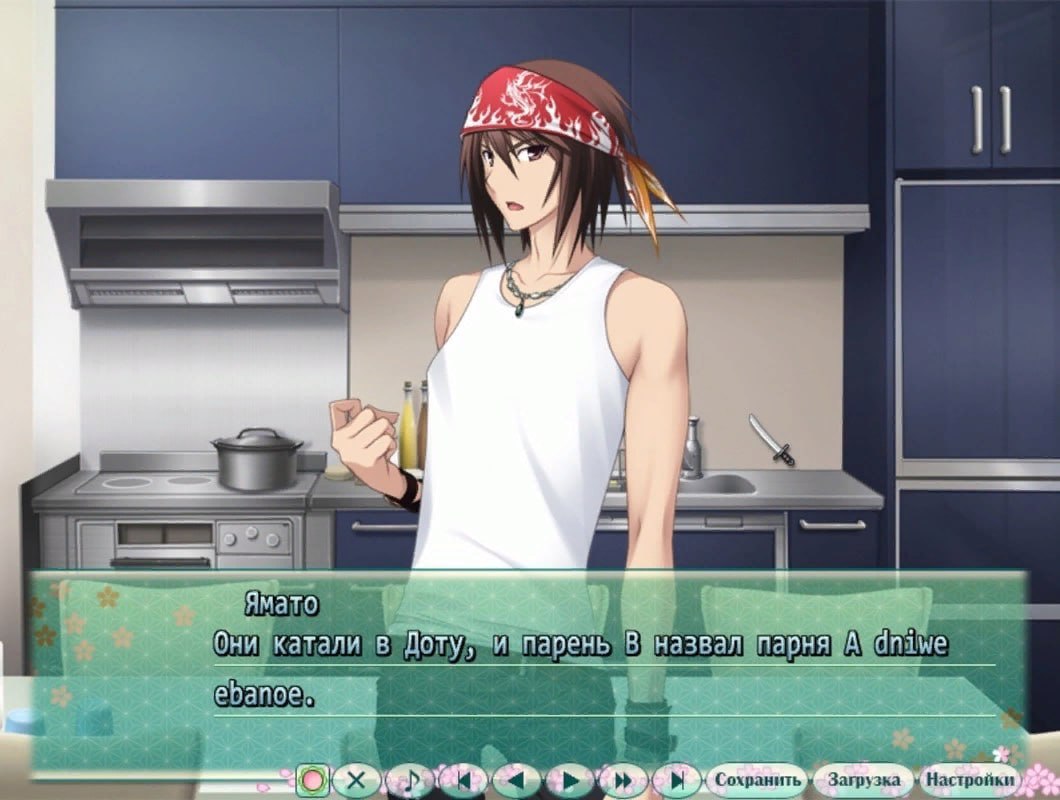 Ямато
Они катали в Доту, и парень B назвал парня A dniwe
ebanoe.
Сохранить Загрузка Настройки